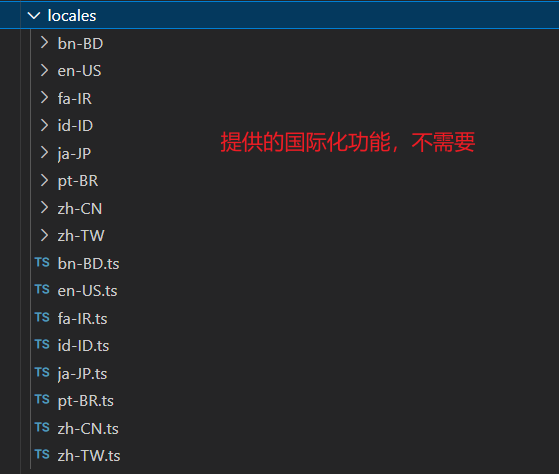 locales
bn-BD
en-US
fa-IR
id-ID
提供的国际化功能，不需要
ja-JP
pt-BR
zh-CN
zh-TW
TS bn-BD.ts
TS en-US.ts
TS fa-IR.ts
TS id-ID.ts
TS ja-JP.ts
TS pt-BR.ts
TS zh-CN.ts
TS zh-TW.ts